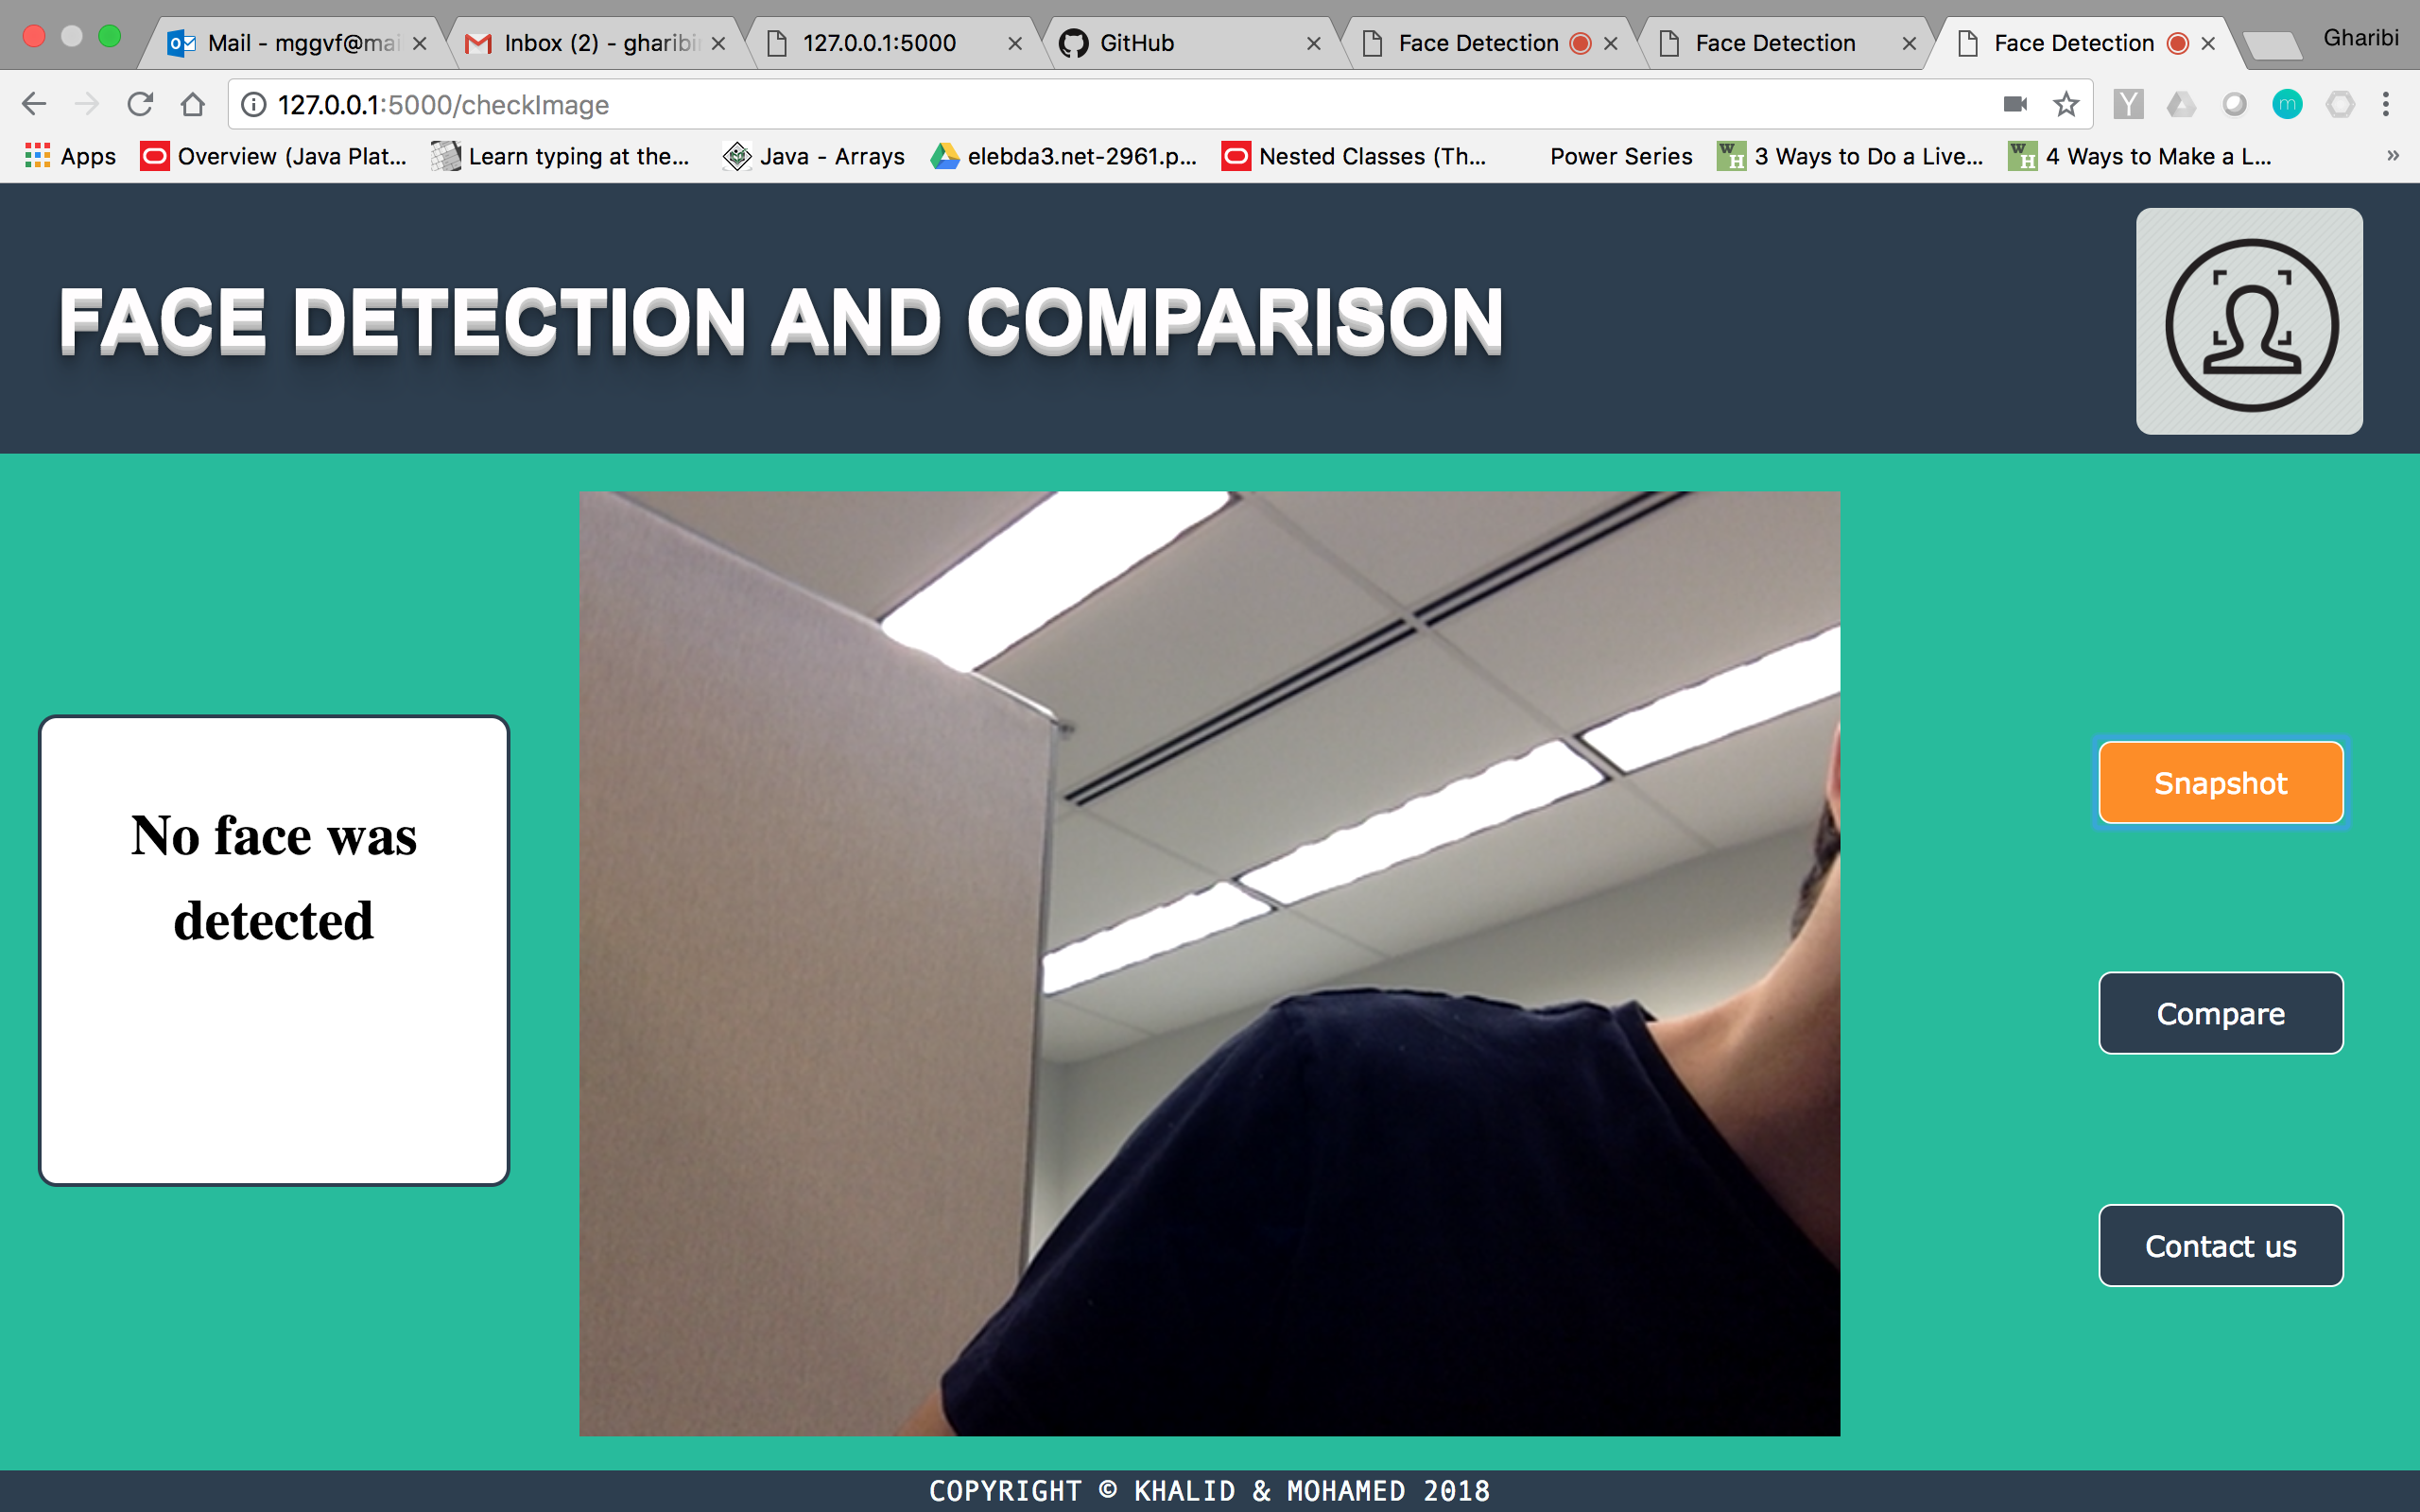 Mail - mggvf@mai
Inbox (2) - gharibi
127.0.0.1:5000
GitHub
Face Detection
Face Detection
Face Detection
Gharibi
127.0.0.1:5000/checkImage
Y
m
Apps
Overview (Java Plat...
Learn typing at the...
Java - Arrays
elebda3.net-2961.p...
Nested Classes (Th...
Power Series
WH
3 Ways to Do a Live...
WH
4 Ways to Make a L...
»
FACE DETECTION AND COMPARISON
No face was
detected
Snapshot
Compare
Contact us
COPYRIGHT © KHALID & MOHAMED 2018